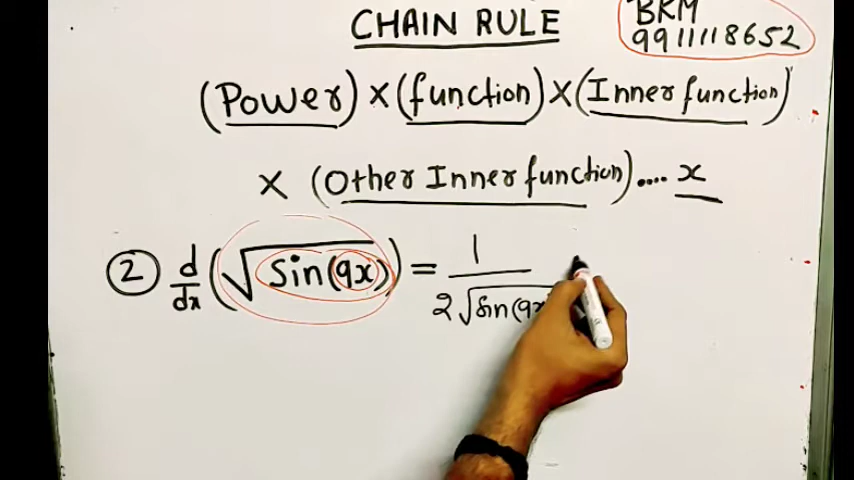 CHAIN RULE
BKM
9911118652
(Power) × (function) × (Inner function)
× (Other Inner function).... x
② d/dx (√Sin(9x)) = 1/2√Sin(9x